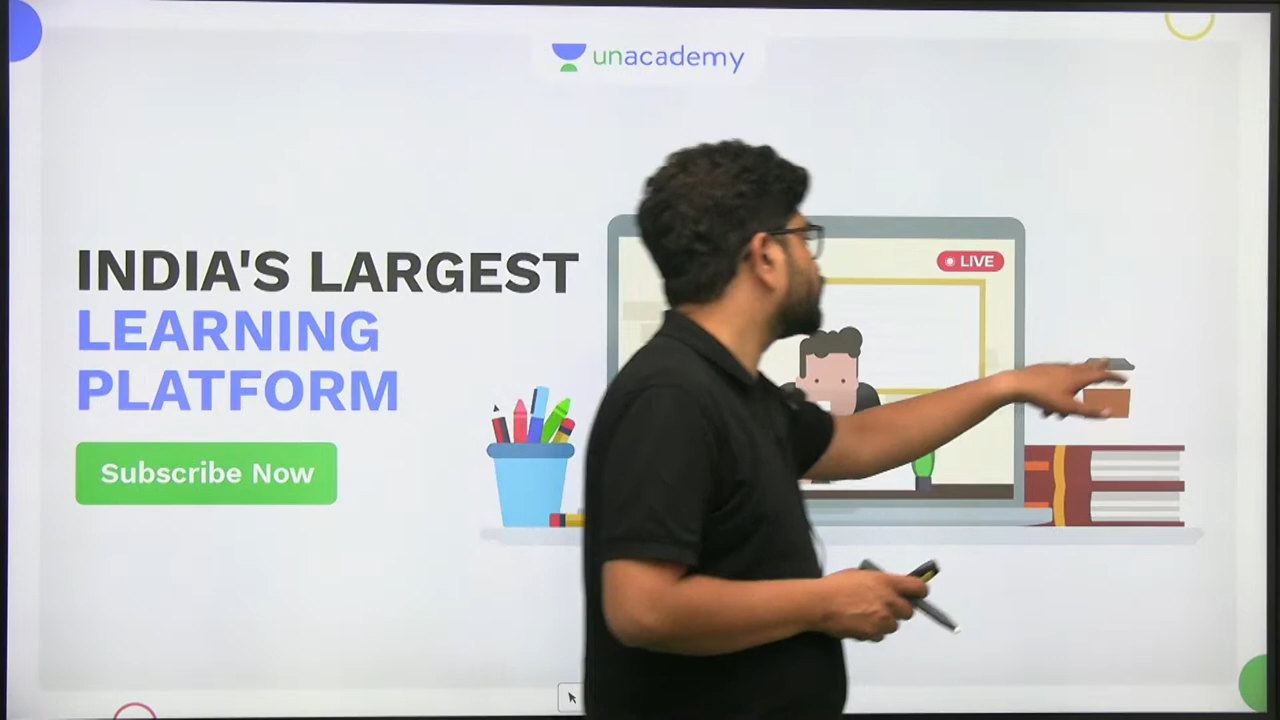 unacademy
INDIA'S LARGEST
LEARNING
PLATFORM
Subscribe Now
LIVE